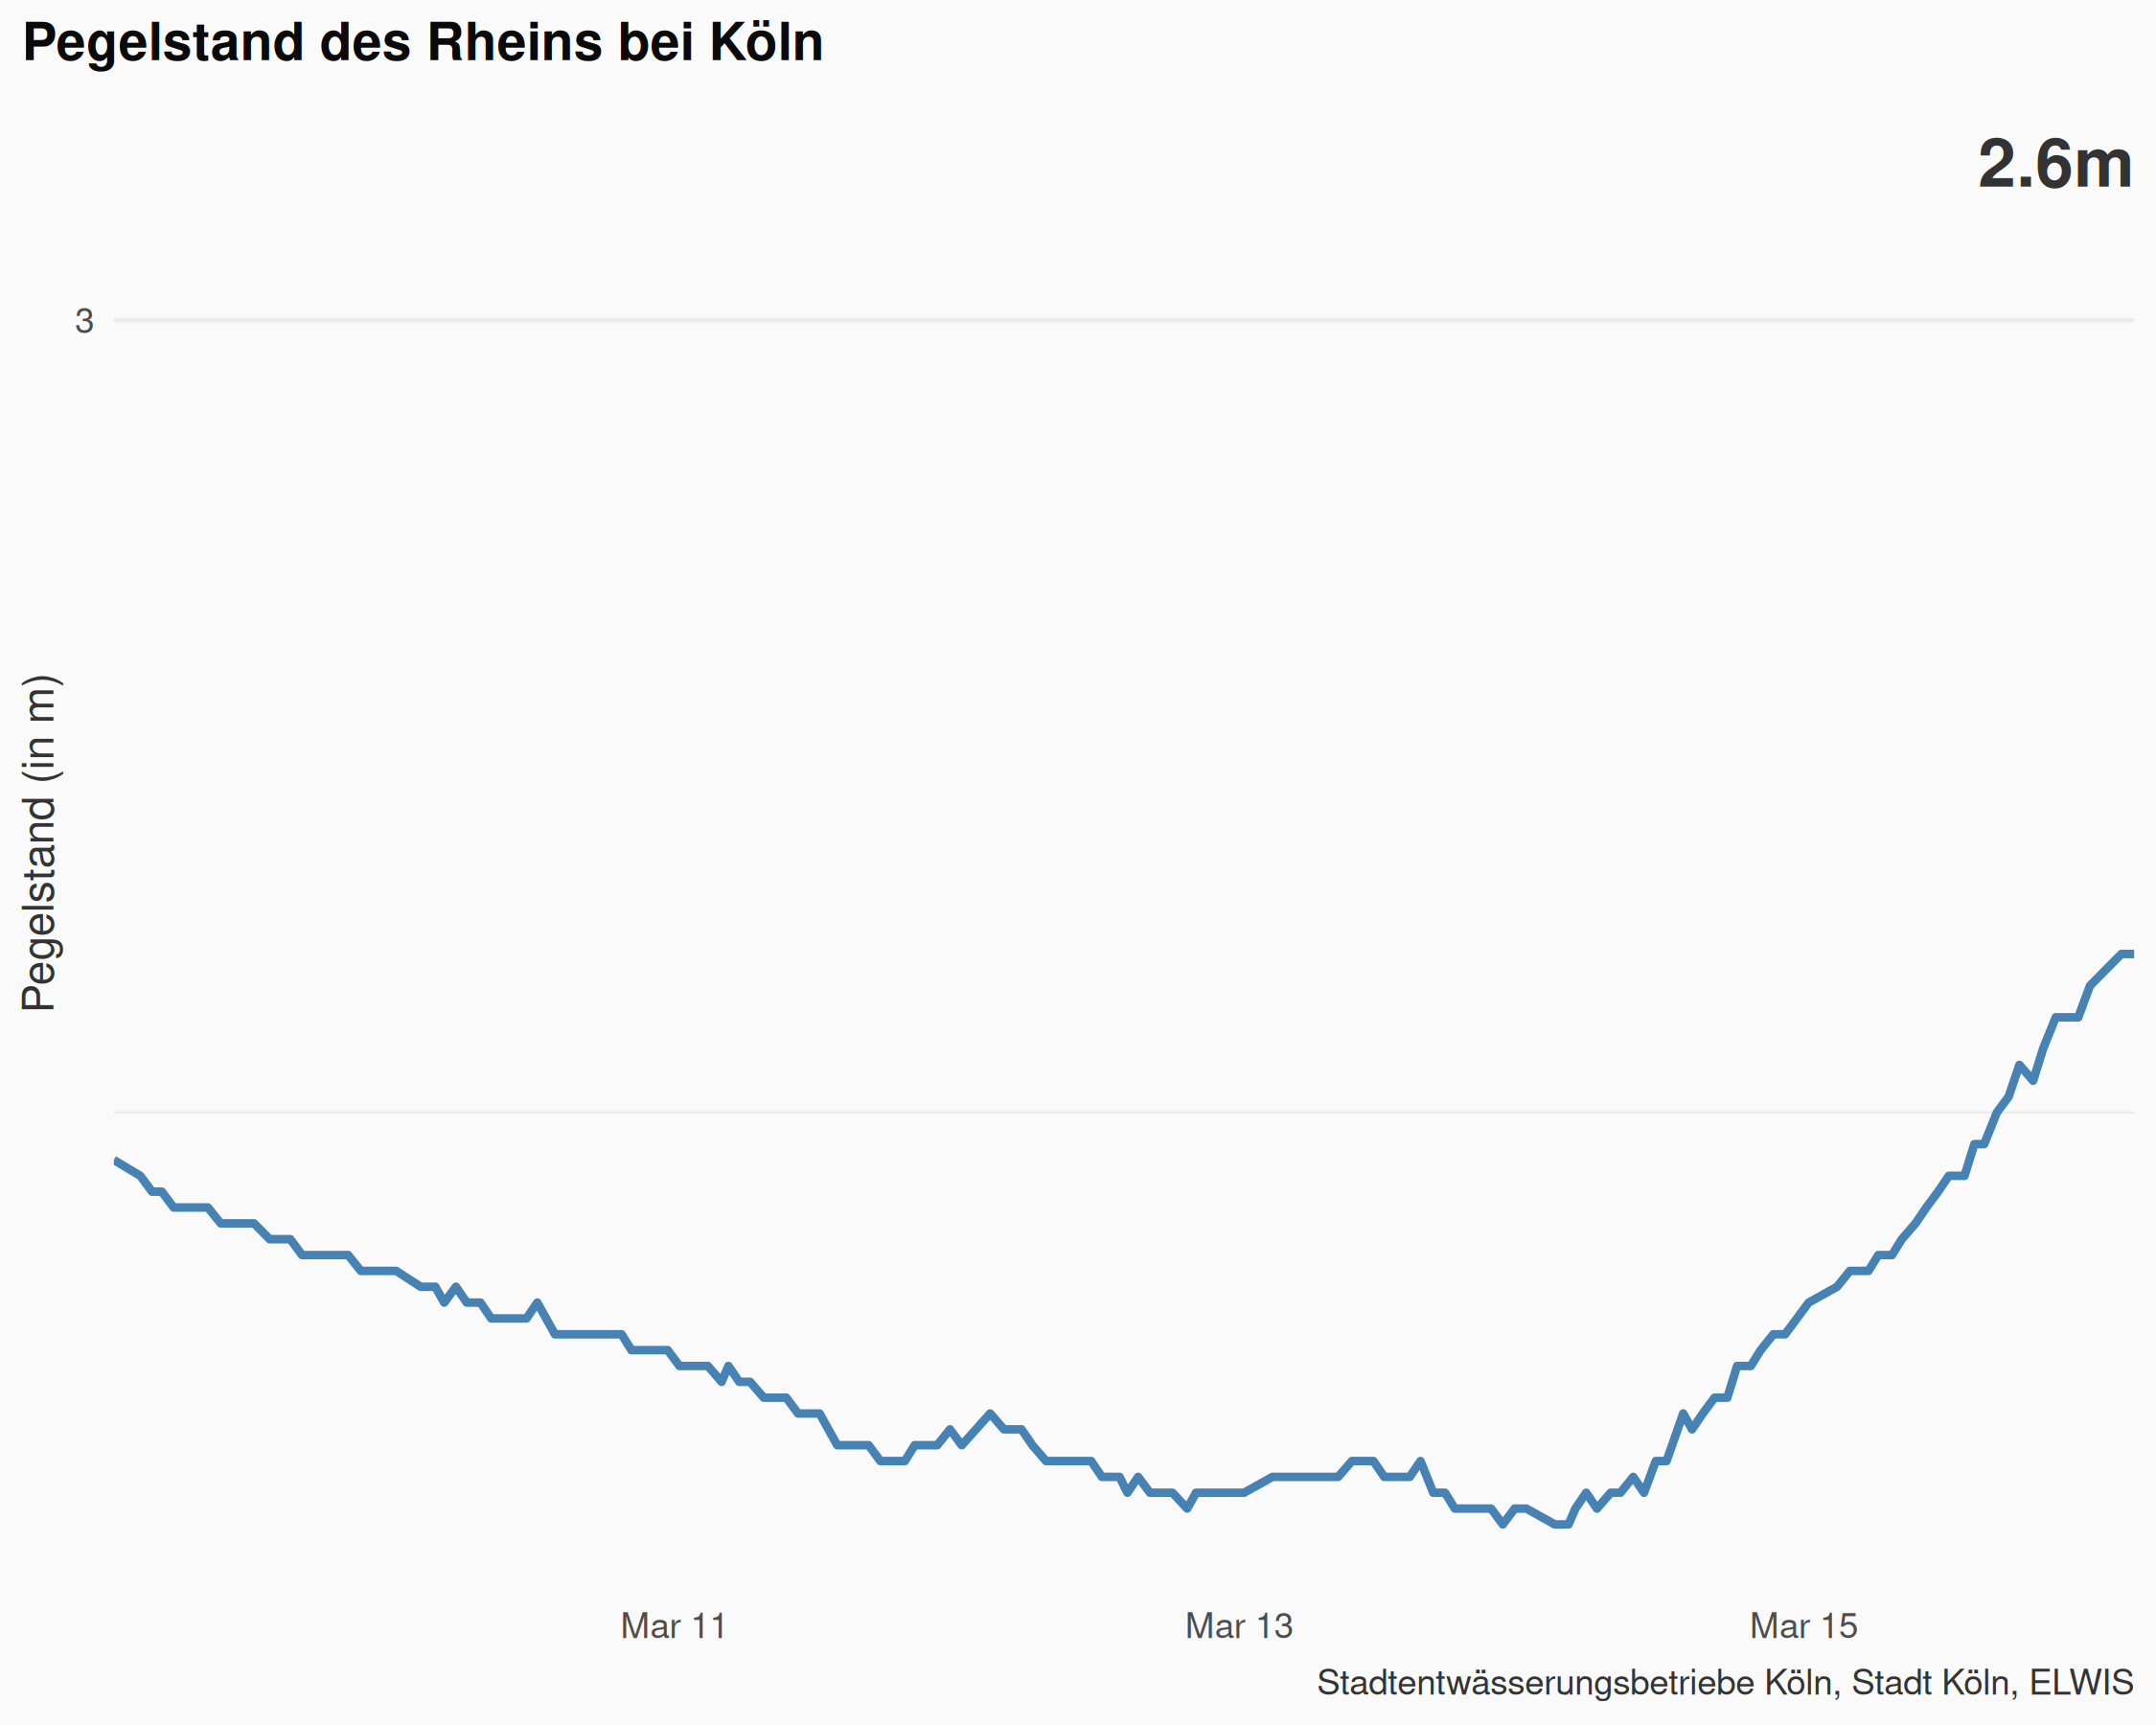 Pegelstand des Rheins bei Köln
2.6m
3
Pegelstand (in m)
Mar 11
Mar 13
Mar 15
Stadtentwässerungsbetriebe Köln, Stadt Köln, ELWIS